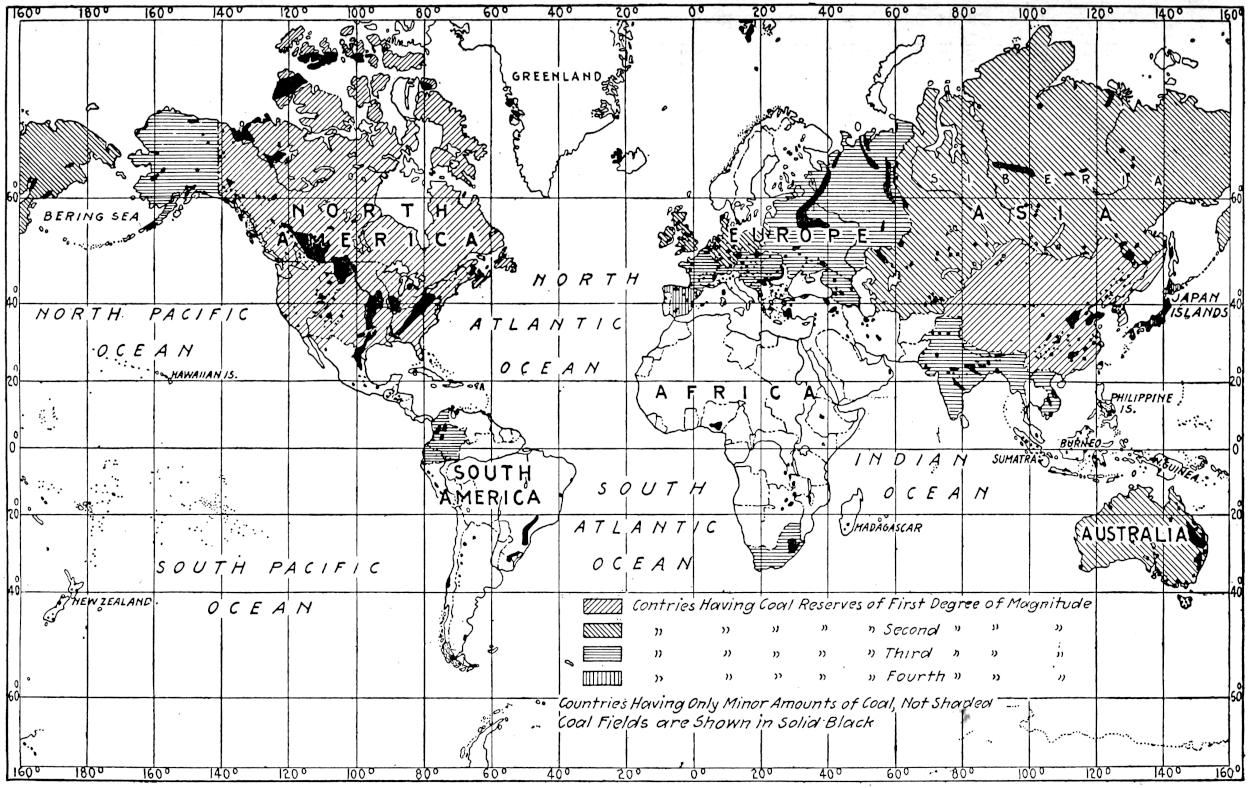 160° 180° 160° 140° 120° 100° 80° 60° 40° 20° 0° 20° 40° 60° 80° 100° 120° 140° 160°
GREENLAND
SIBERIA
60° 60°
BERING SEA
NORTH
AMERICA
EUROPE
ASIA
NORTH
ATLANTIC
OCEAN
40° 40°
NORTH PACIFIC
OCEAN
JAPAN
ISLANDS
HAWAIIAN IS.
20 20
AFRICA
PHILIPPINE
IS.
0° 0°
BORNEO
SUMATRA
N.GUINEA
INDIAN
OCEAN
SOUTH
AMERICA
SOUTH
ATLANTIC
OCEAN
20 20
MADAGASCAR
AUSTRALIA
SOUTH PACIFIC
OCEAN
40 40
NEW ZEALAND
Contries Having Coal Reserves of First Degree of Magnitude
" " " " " Second " " "
" " " " " Third " " "
" " " " " Fourth " " "
60 60
Countries Having Only Minor Amounts of Coal, Not Shaded
Coal Fields are Shown in Solid Black
160° 180° 160° 140° 120° 100° 80° 60° 40° 20° 0° 20° 40° 60° 80° 100° 120° 140° 160°